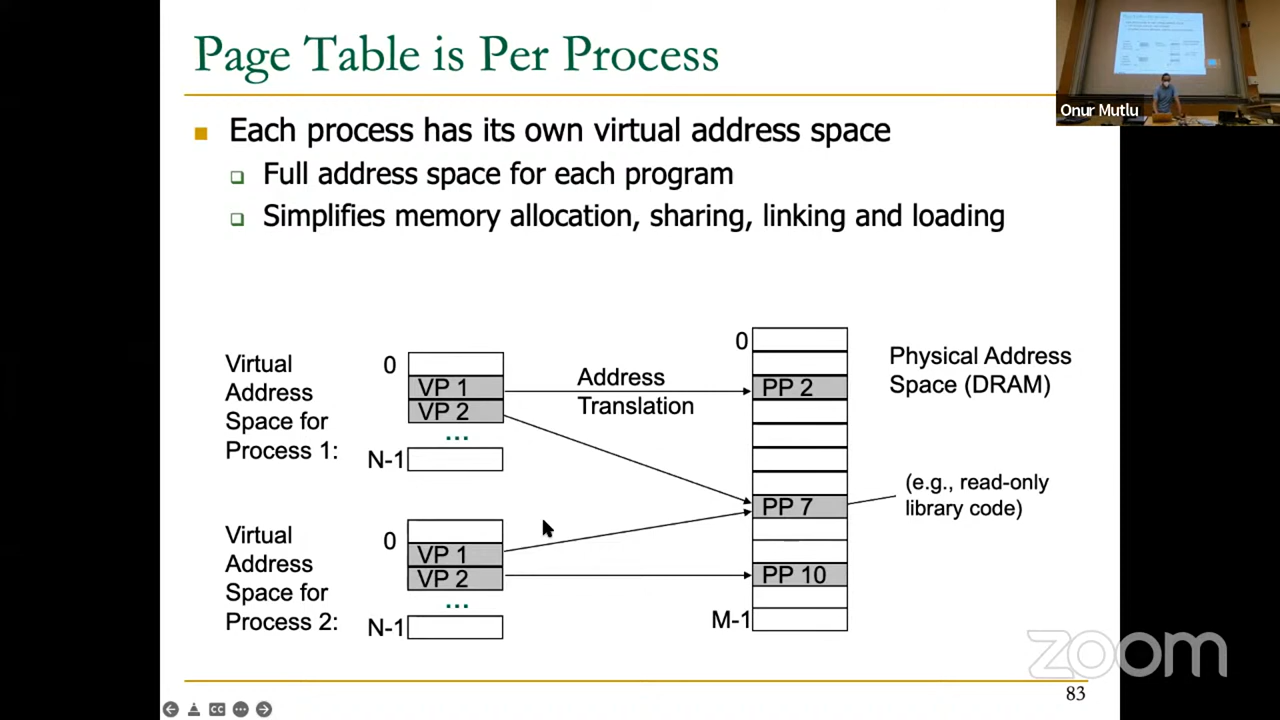 Page Table is Per Process
Onur Mutlu
Each process has its own virtual address space
Full address space for each program
Simplifies memory allocation, sharing, linking and loading
Virtual
Address
Space for
Process 1:
0
VP 1
VP 2
...
N-1
Address
Translation
0
PP 2
PP 7
PP 10
M-1
Physical Address
Space (DRAM)
(e.g., read-only
library code)
Virtual
Address
Space for
Process 2:
0
VP 1
VP 2
...
N-1
zoom
83
CC